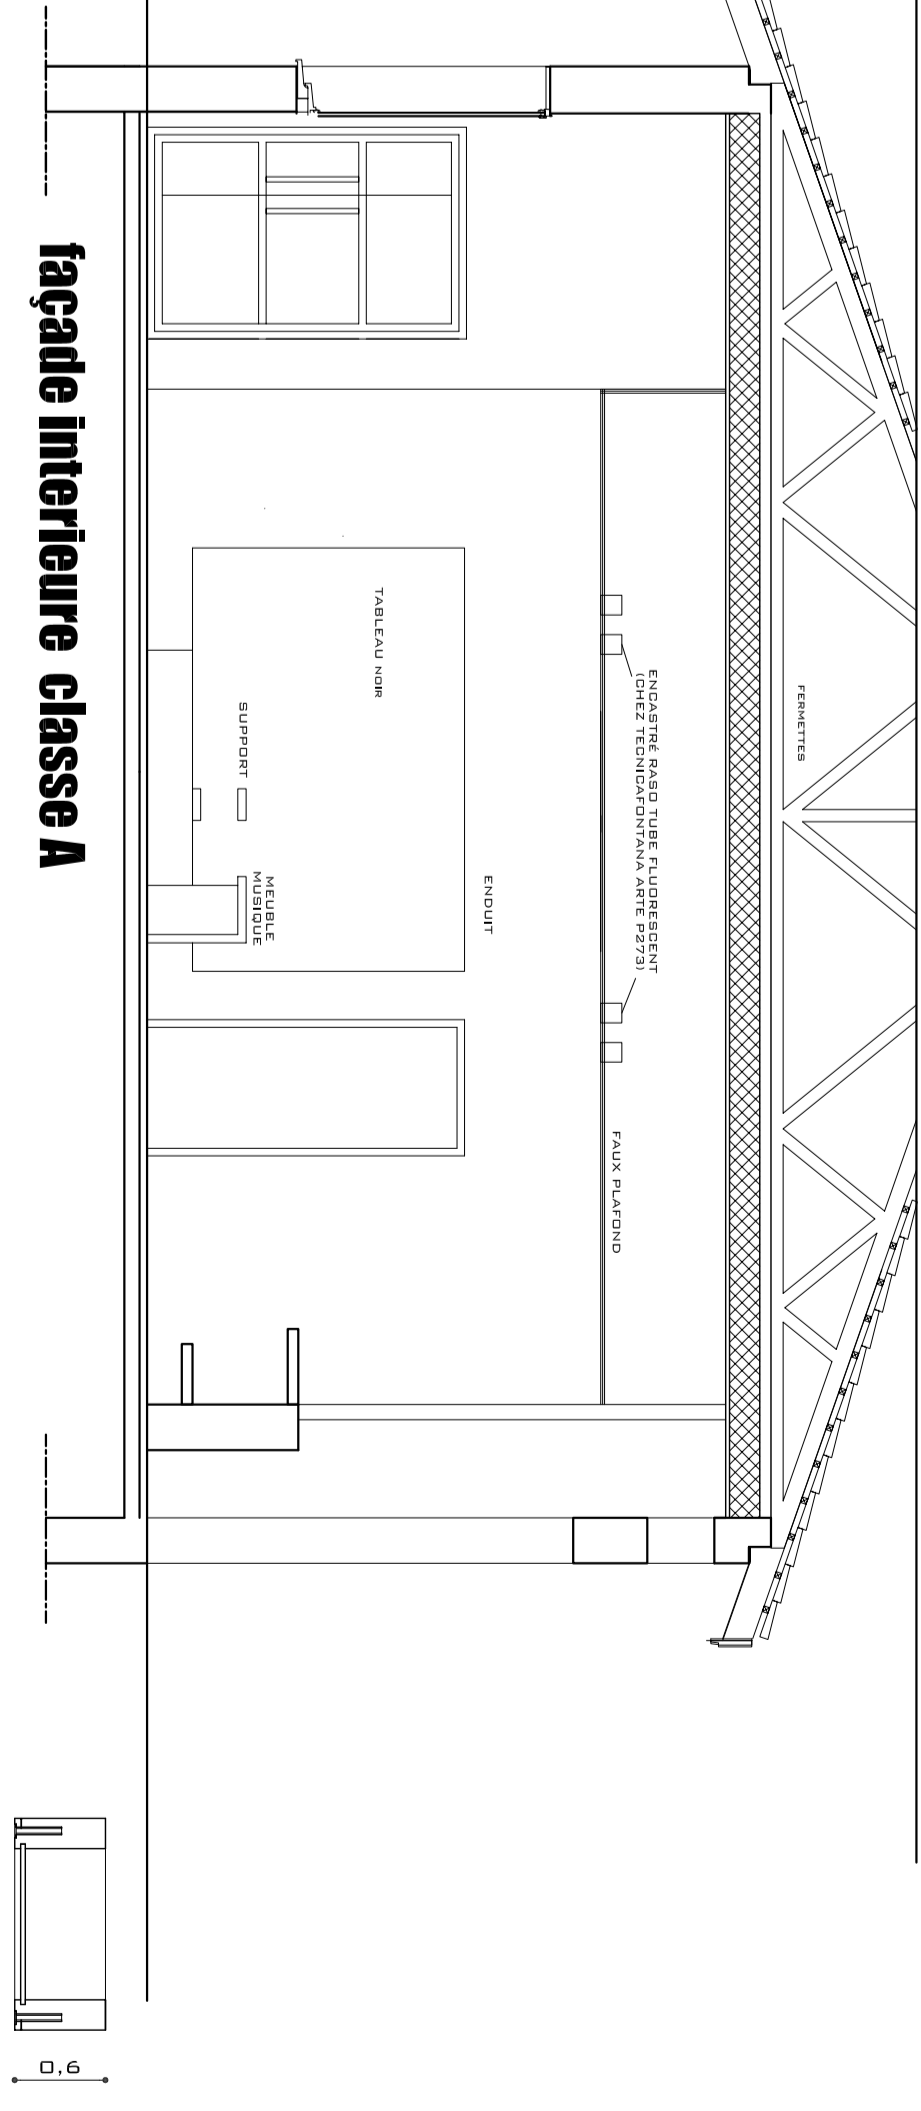 FERMETTES
ENCASTRÉ RASO TUBE FLUORESCENT
(CHEZ TECNICAFONTANA ARTE P273)
FAUX PLAFOND
ENDUIT
TABLEAU NOIR
SUPPORT
MEUBLE
MUSIQUE
façade interieure classe A
0,6